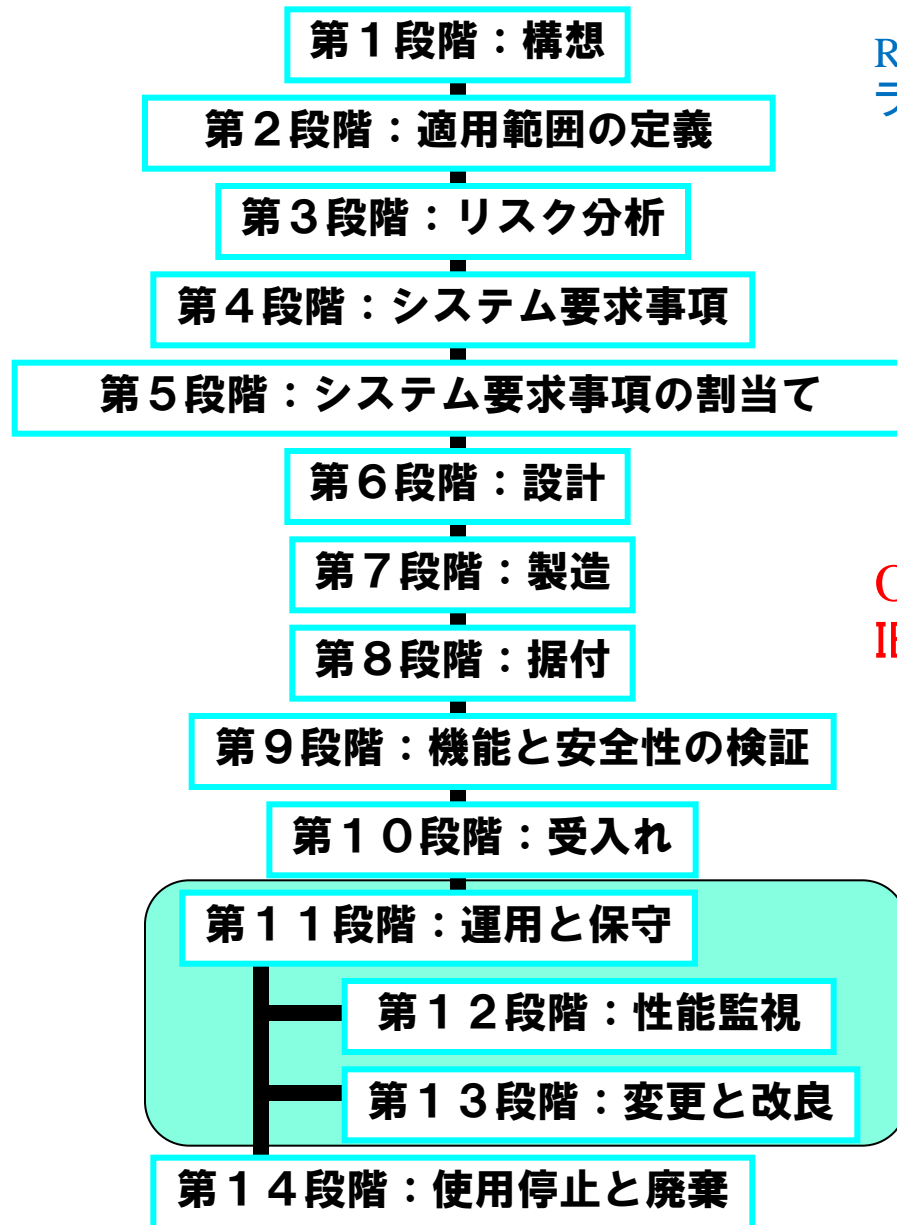 第１段階：構想
R
第２段階：適用範囲の定義
第３段階：リスク分析
第４段階：システム要求事項
第５段階：システム要求事項の割当て
第６段階：設計
第７段階：製造
第８段階：据付
第９段階：機能と安全性の検証
第１０段階：受入れ
第１１段階：運用と保守
第１２段階：性能監視
第１３段階：変更と改良
第１４段階：使用停止と廃棄